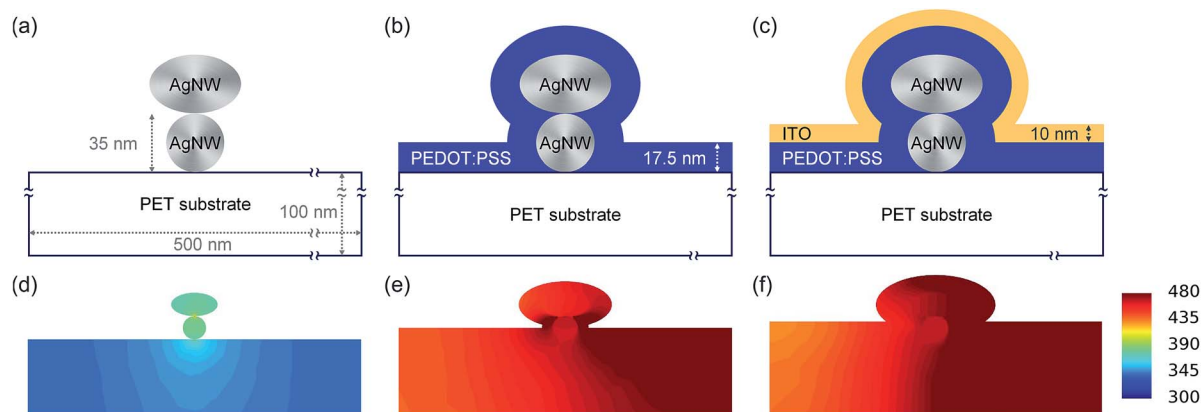 (a)
AgNW
AgNW
35 nm
PET substrate
100 nm
500 nm
(b)
AgNW
AgNW
PEDOT:PSS
17.5 nm
PET substrate
(c)
AgNW
AgNW
ITO
10 nm
PEDOT:PSS
PET substrate
(d)
(e)
(f)
480
435
390
345
300